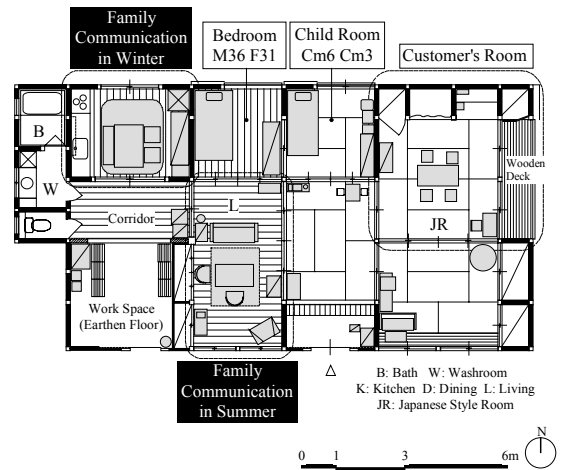 Family
Communication
in Winter
Bedroom
M36 F31
Child Room
Cm6 Cm3
Customer's Room
B
W
Corridor
L
JR
Wooden
Deck
Work Space
(Earthen Floor)
Family
Communication
in Summer
B: Bath W: Washroom
K: Kitchen D: Dining L: Living
JR: Japanese Style Room
N
0 1 3 6m